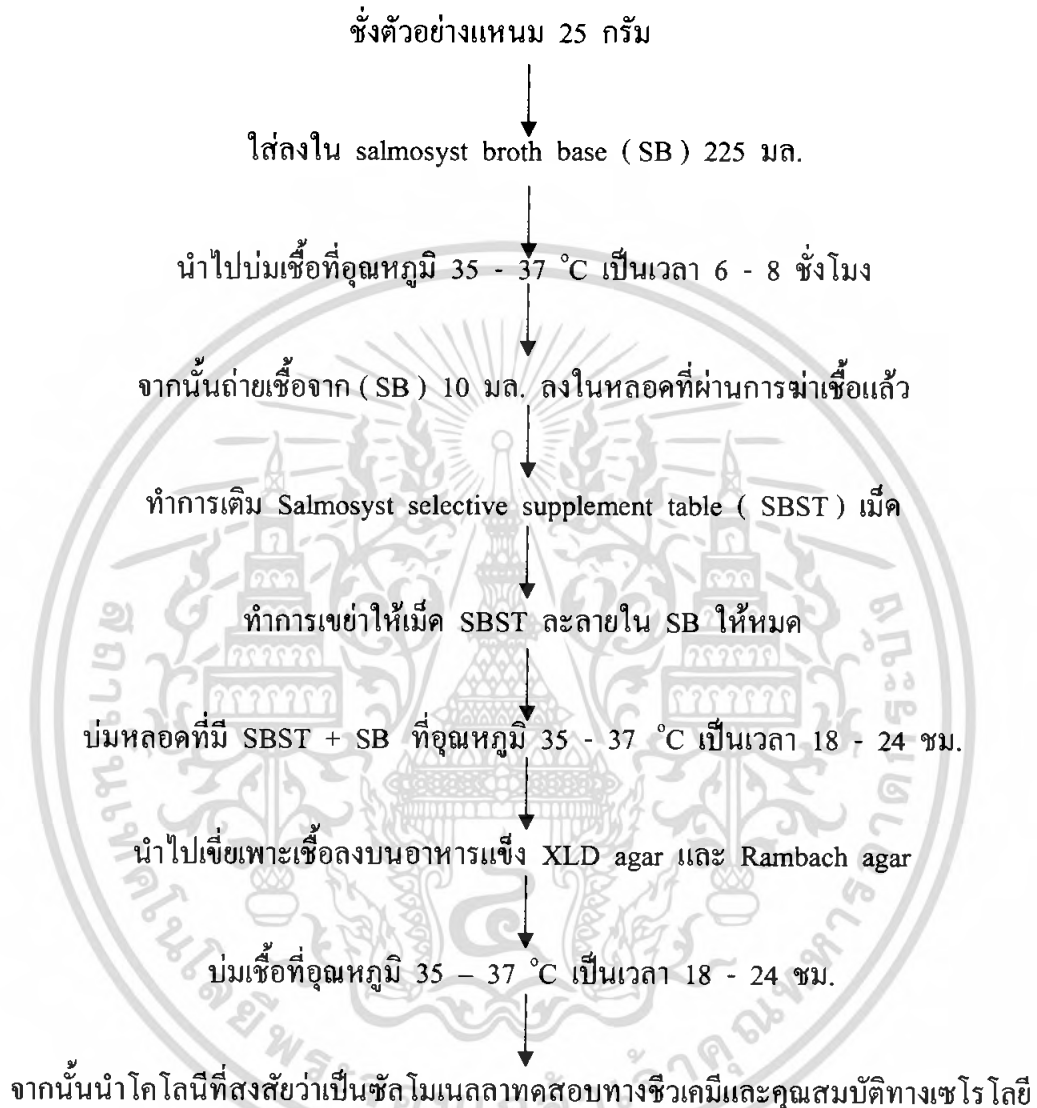 ชั่งตัวอย่างแหนม 25 กรัม
ใส่ลงใน salmosyst broth base ( SB ) 225 มล.
นำไปบ่มเชื้อที่อุณหภูมิ 35 - 37 °C เป็นเวลา 6 - 8 ชั่วโมง
จากนั้นถ่ายเชื้อจาก ( SB ) 10 มล. ลงในหลอดที่ผ่านการฆ่าเชื้อแล้ว
ทำการเติม Salmosyst selective supplement table ( SBST ) เม็ด
ทำการเขย่าให้เม็ด SBST ละลายใน SB ให้หมด
บ่มหลอดที่มี SBST + SB ที่อุณหภูมิ 35 - 37 °C เป็นเวลา 18 - 24 ชม.
นำไปเขี่ยเพาะเชื้อลงบนอาหารแข็ง XLD agar และ Rambach agar
บ่มเชื้อที่อุณหภูมิ 35 – 37 °C เป็นเวลา 18 - 24 ชม.
จากนั้นนำโคโลนีที่สงสัยว่าเป็นซัลโมเนลลาทดสอบทางชีวเคมีและคุณสมบัติทางเซโรโลยี